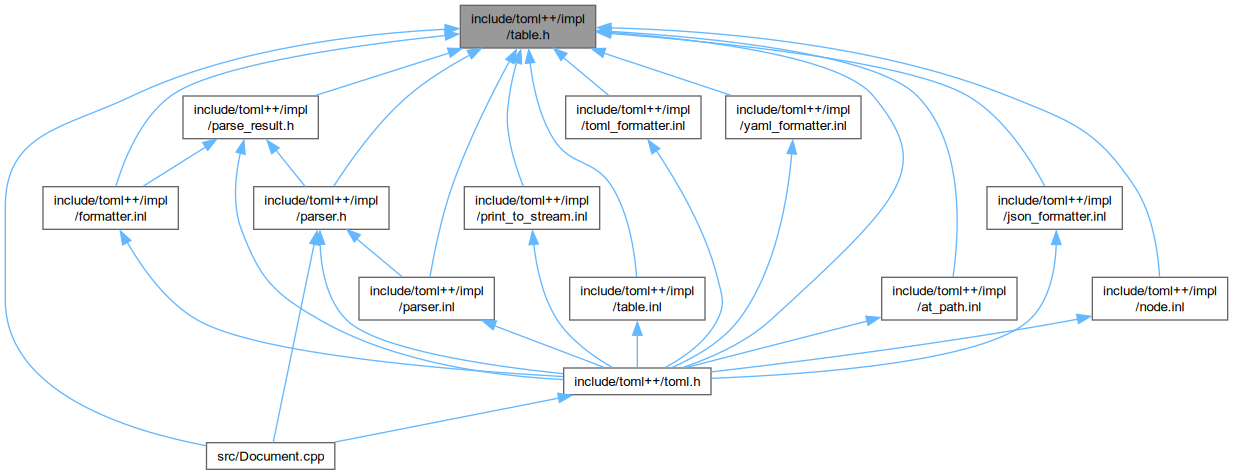 include/toml++/impl
/table.h
include/toml++/impl
/parse_result.h
include/toml++/impl
/toml_formatter.inl
include/toml++/impl
/yaml_formatter.inl
include/toml++/impl
/formatter.inl
include/toml++/impl
/parser.h
include/toml++/impl
/print_to_stream.inl
include/toml++/impl
/json_formatter.inl
include/toml++/impl
/parser.inl
include/toml++/impl
/table.inl
include/toml++/impl
/at_path.inl
include/toml++/impl
/node.inl
include/toml++/toml.h
src/Document.cpp